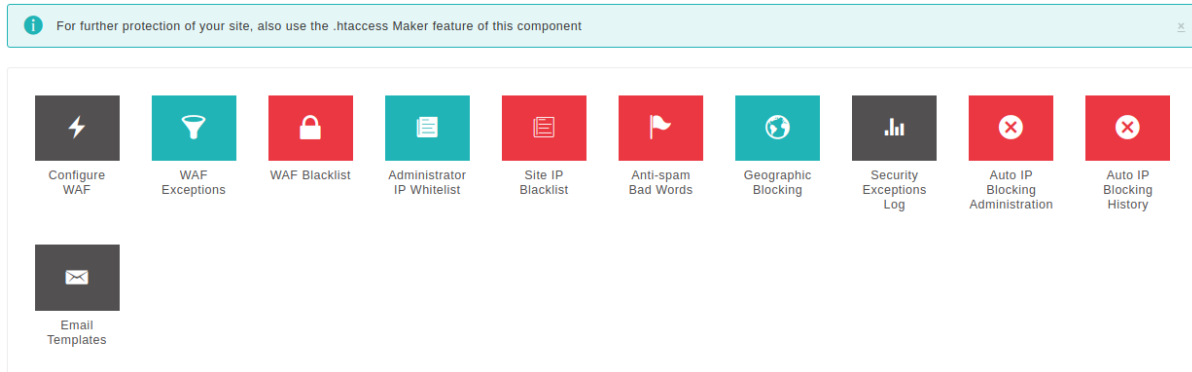 For further protection of your site, also use the .htaccess Maker feature of this component ×
Configure
WAF
WAF
Exceptions
WAF Blacklist
Administrator
IP Whitelist
Site IP
Blacklist
Anti-spam
Bad Words
Geographic
Blocking
Security
Exceptions
Log
Auto IP
Blocking
Administration
Auto IP
Blocking
History
Email
Templates